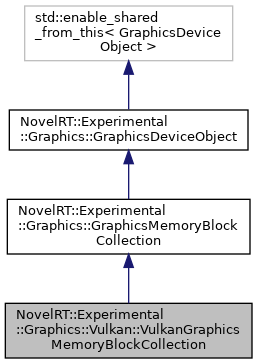 std::enable_shared
_from_this< GraphicsDevice
Object >
NovelRT::Experimental
::Graphics::GraphicsDeviceObject
NovelRT::Experimental
::Graphics::GraphicsMemoryBlock
Collection
NovelRT::Experimental
::Graphics::Vulkan::VulkanGraphics
MemoryBlockCollection